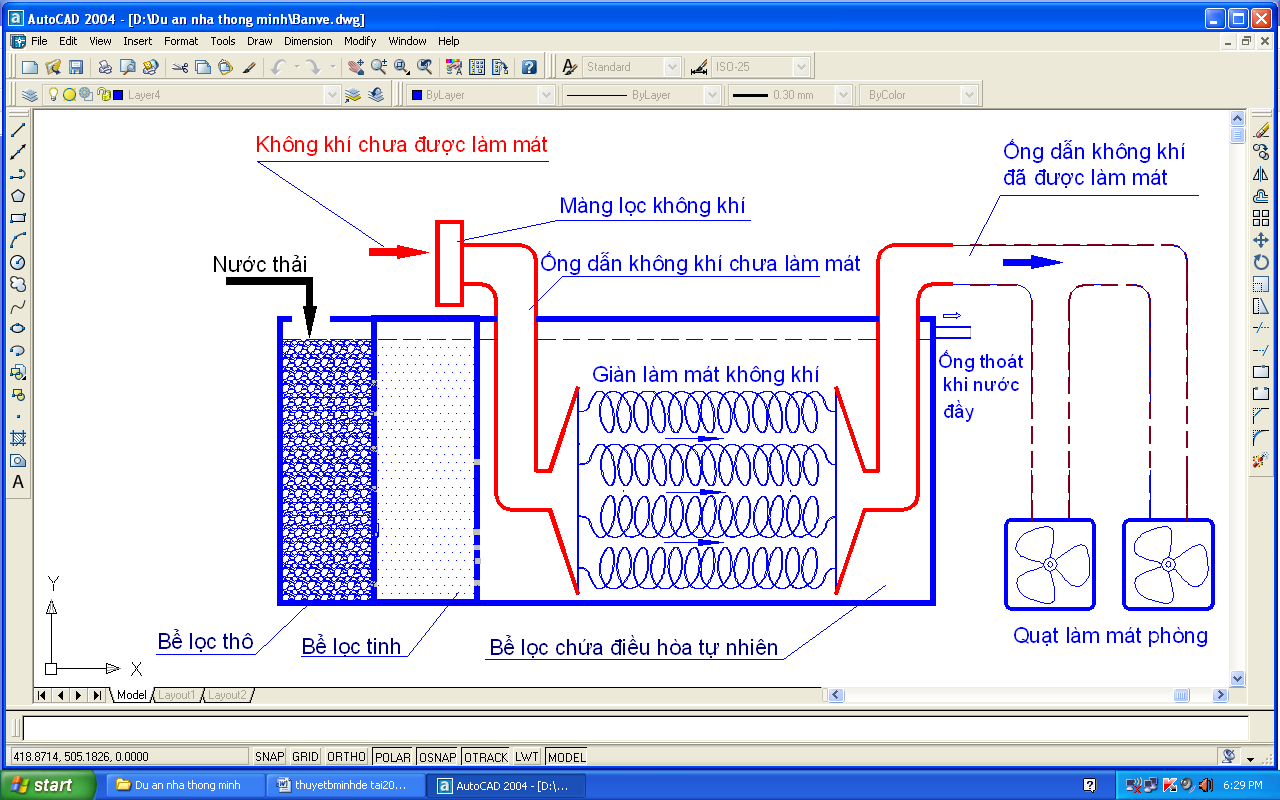 AutoCAD 2004 - [D:\Du an nha thong minh\Banve.dwg]
File Edit View Insert Format Tools Draw Dimension Modify Window Help
Standard ISO-25
Layer4 ByLayer ByLayer 0.30 mm ByColor
Không khí chưa được làm mát
Ống dẫn không khí
đã được làm mát
Màng lọc không khí
Nước thải
Ống dẫn không khí chưa làm mát
Giàn làm mát không khí
Ống thoát
khi nước
đầy
Y
X
Bể lọc thô
Bể lọc tinh
Bể lọc chứa điều hòa tự nhiên
Quạt làm mát phòng
Model Layout1 Layout2
418.8714, 505.1826, 0.0000 SNAP GRID ORTHO POLAR OSNAP OTRACK LWT MODEL
start Du an nha thong minh thuyetbminhde tai20... AutoCAD 2004 - [D:\... 6:29 PM